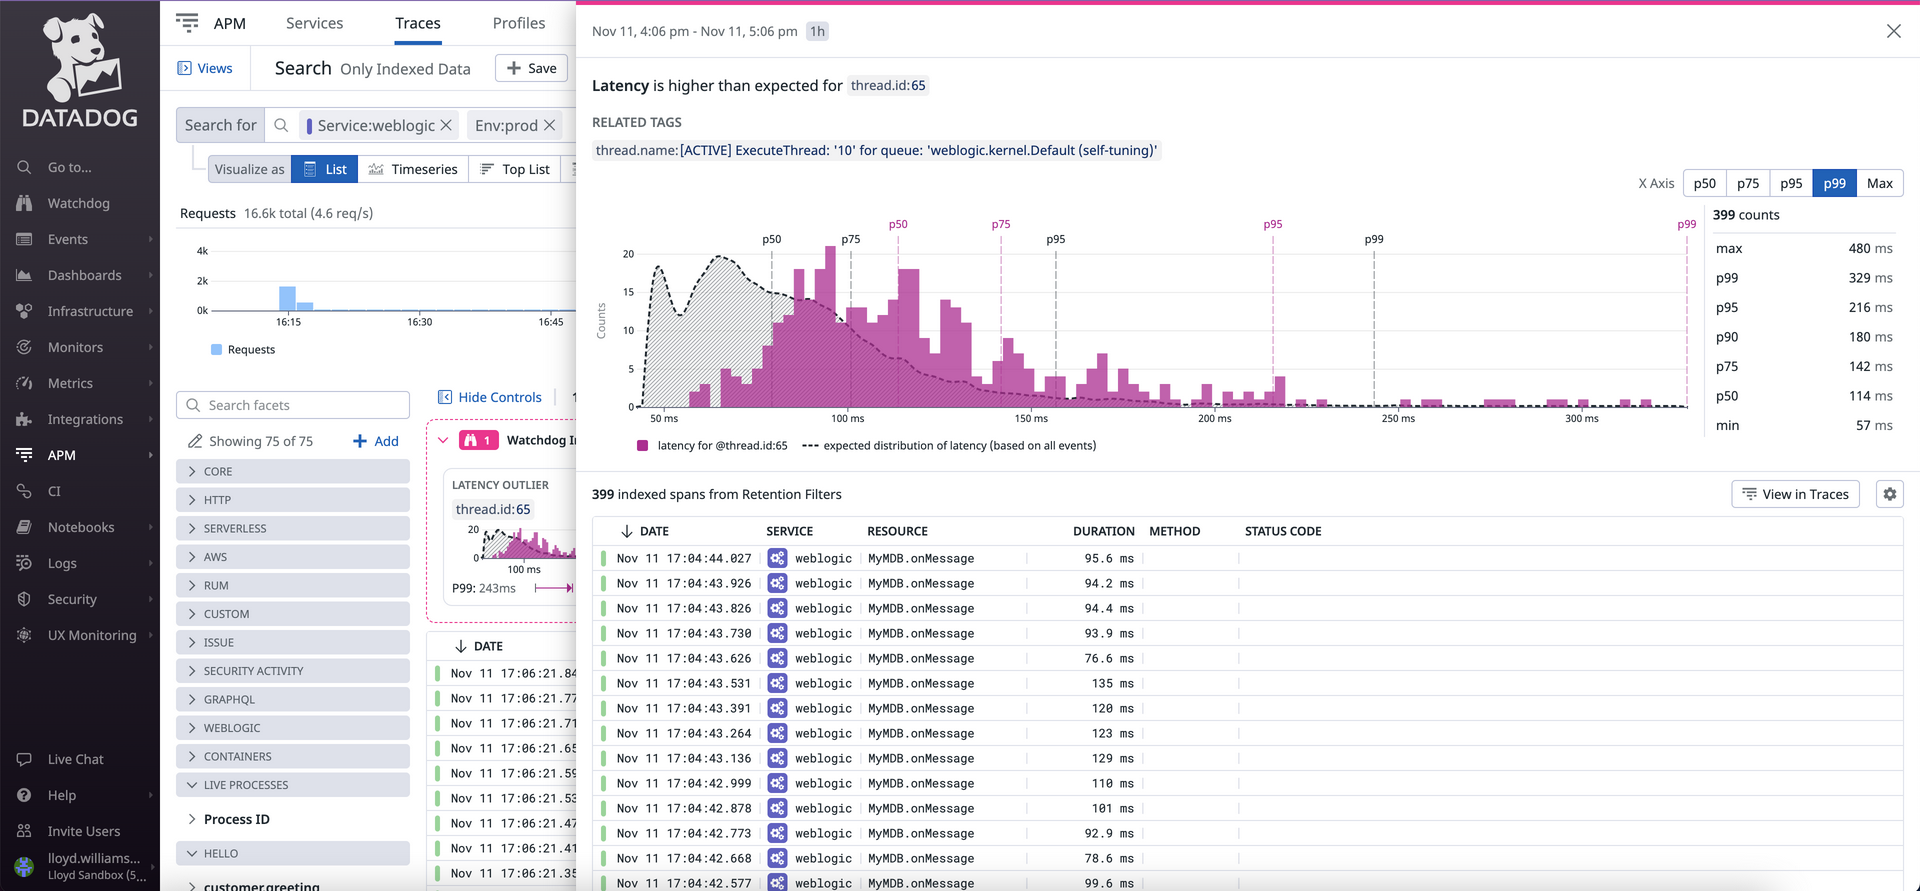 DATADOG
Go to...
Watchdog
Events
Dashboards
Infrastructure
Monitors
Metrics
Integrations
APM
CI
Notebooks
Logs
Security
UX Monitoring
Live Chat
Help
Invite Users
lloyd.williams...
Lloyd Sandbox (5...
APM Services Traces Profiles
Views Search Only Indexed Data + Save
Search for Service:weblogic Env:prod
Visualize as List Timeseries Top List
Requests 16.6k total (4.6 req/s)
4k
2k
0k
16:15 16:30 16:45
Requests
Search facets
Showing 75 of 75 + Add
CORE
HTTP
SERVERLESS
AWS
RUM
CUSTOM
ISSUE
SECURITY ACTIVITY
GRAPHQL
WEBLOGIC
CONTAINERS
LIVE PROCESSES
Process ID
HELLO
customer.greeting
Hide Controls 1
1 Watchdog I
LATENCY OUTLIER
thread.id:65
20
0
100 ms
P99: 243ms
DATE
Nov 11 17:06:21.84
Nov 11 17:06:21.77
Nov 11 17:06:21.71
Nov 11 17:06:21.65
Nov 11 17:06:21.59
Nov 11 17:06:21.53
Nov 11 17:06:21.47
Nov 11 17:06:21.41
Nov 11 17:06:21.35
Nov 11, 4:06 pm - Nov 11, 5:06 pm 1h
Latency is higher than expected for thread.id:65
RELATED TAGS
thread.name:[ACTIVE] ExecuteThread: '10' for queue: 'weblogic.kernel.Default (self-tuning)'
X Axis p50 p75 p95 p99 Max
p50 p75 p95 p99
p50 p75 p95 p99
Counts
20
15
10
5
0
50 ms 100 ms 150 ms 200 ms 250 ms 300 ms
latency for @thread.id:65 expected distribution of latency (based on all events)
399 counts
max 480 ms
p99 329 ms
p95 216 ms
p90 180 ms
p75 142 ms
p50 114 ms
min 57 ms
399 indexed spans from Retention Filters View in Traces
DATE SERVICE RESOURCE DURATION METHOD STATUS CODE
Nov 11 17:04:44.027 weblogic MyMDB.onMessage 95.6 ms
Nov 11 17:04:43.926 weblogic MyMDB.onMessage 94.2 ms
Nov 11 17:04:43.826 weblogic MyMDB.onMessage 94.4 ms
Nov 11 17:04:43.730 weblogic MyMDB.onMessage 93.9 ms
Nov 11 17:04:43.626 weblogic MyMDB.onMessage 76.6 ms
Nov 11 17:04:43.531 weblogic MyMDB.onMessage 135 ms
Nov 11 17:04:43.391 weblogic MyMDB.onMessage 120 ms
Nov 11 17:04:43.264 weblogic MyMDB.onMessage 123 ms
Nov 11 17:04:43.136 weblogic MyMDB.onMessage 129 ms
Nov 11 17:04:42.999 weblogic MyMDB.onMessage 110 ms
Nov 11 17:04:42.878 weblogic MyMDB.onMessage 101 ms
Nov 11 17:04:42.773 weblogic MyMDB.onMessage 92.9 ms
Nov 11 17:04:42.668 weblogic MyMDB.onMessage 78.6 ms
Nov 11 17:04:42.577 weblogic MyMDB.onMessage 99.6 ms